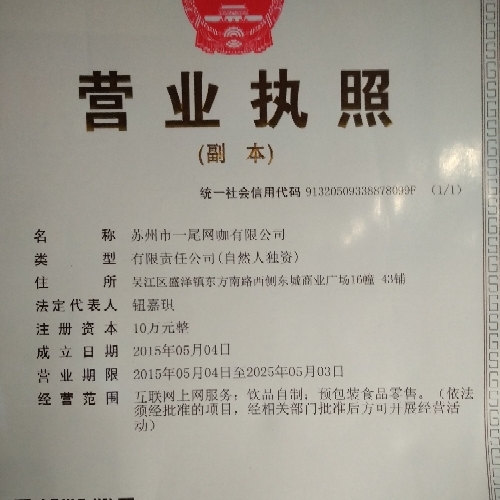 营业执照
(副 本)
统一社会信用代码 91320509338878099F (1/1)
名 称 苏州市一尾网咖有限公司
类 型 有限责任公司(自然人独资)
住 所 吴江区盛泽镇东方南路西侧东城商业广场16幢 43铺
法定代表人 钮嘉琪
注册资本 10万元整
成立日期 2015年05月04日
营业期限 2015年05月04日至2025年05月03日
经营范围 互联网上网服务；饮品自制；预包装食品零售。（依法
须经批准的项目，经相关部门批准后方可开展经营活
动）